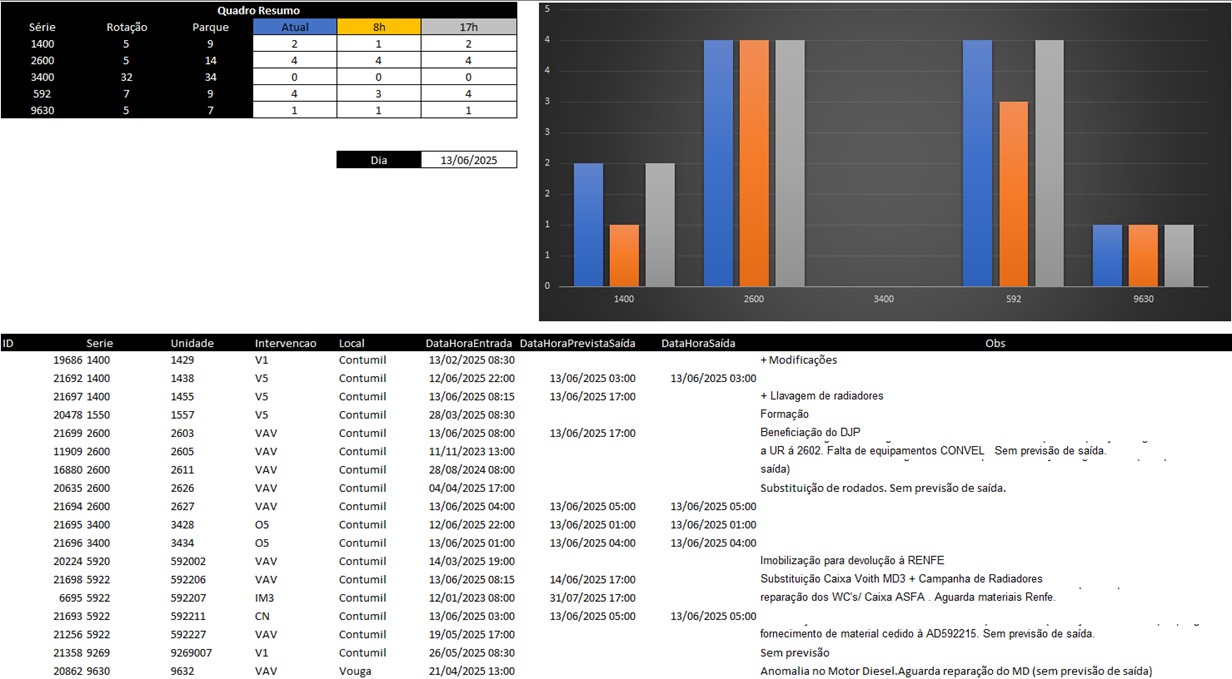 Quadro Resumo
Série Rotação Parque Atual 8h 17h
1400 5 9 2 1 2
2600 5 14 4 4 4
3400 32 34 0 0 0
592 7 9 4 3 4
9630 5 7 1 1 1
Dia 13/06/2025
5
4
4
3
3
2
2
1
1
0
1400 2600 3400 592 9630
ID Serie Unidade Intervencao Local DataHoraEntrada DataHoraPrevistaSaída DataHoraSaída Obs
19686 1400 1429 V1 Contumil 13/02/2025 08:30 + Modificações
21692 1400 1438 V5 Contumil 12/06/2025 22:00 13/06/2025 03:00 13/06/2025 03:00
21697 1400 1455 V5 Contumil 13/06/2025 08:15 13/06/2025 17:00 + Llavagem de radiadores
20478 1550 1557 V5 Contumil 28/03/2025 08:30 Formação
21699 2600 2603 VAV Contumil 13/06/2025 08:00 13/06/2025 17:00 Beneficiação do DJP
11909 2600 2605 VAV Contumil 11/11/2023 13:00 a UR á 2602. Falta de equipamentos CONVEL Sem previsão de saída.
16880 2600 2611 VAV Contumil 28/08/2024 08:00 saída)
20635 2600 2626 VAV Contumil 04/04/2025 17:00 Substituição de rodados. Sem previsão de saída.
21694 2600 2627 VAV Contumil 13/06/2025 04:00 13/06/2025 05:00 13/06/2025 05:00
21695 3400 3428 O5 Contumil 12/06/2025 22:00 13/06/2025 01:00 13/06/2025 01:00
21696 3400 3434 O5 Contumil 13/06/2025 01:00 13/06/2025 04:00 13/06/2025 04:00
20224 5920 592002 VAV Contumil 14/03/2025 19:00 Imobilização para devolução à RENFE
21698 5922 592206 VAV Contumil 13/06/2025 08:15 14/06/2025 17:00 Substituição Caixa Voith MD3 + Campanha de Radiadores
6695 5922 592207 IM3 Contumil 12/01/2023 08:00 31/07/2025 17:00 reparação dos WC's/ Caixa ASFA . Aguarda materiais Renfe.
21693 5922 592211 CN Contumil 13/06/2025 03:00 13/06/2025 05:00 13/06/2025 05:00
21256 5922 592227 VAV Contumil 19/05/2025 17:00 fornecimento de material cedido à AD592215. Sem previsão de saída.
21358 9269 9269007 V1 Contumil 26/05/2025 08:30 Sem previsão
20862 9630 9632 VAV Vouga 21/04/2025 13:00 Anomalia no Motor Diesel.Aguarda reparação do MD (sem previsão de saída)